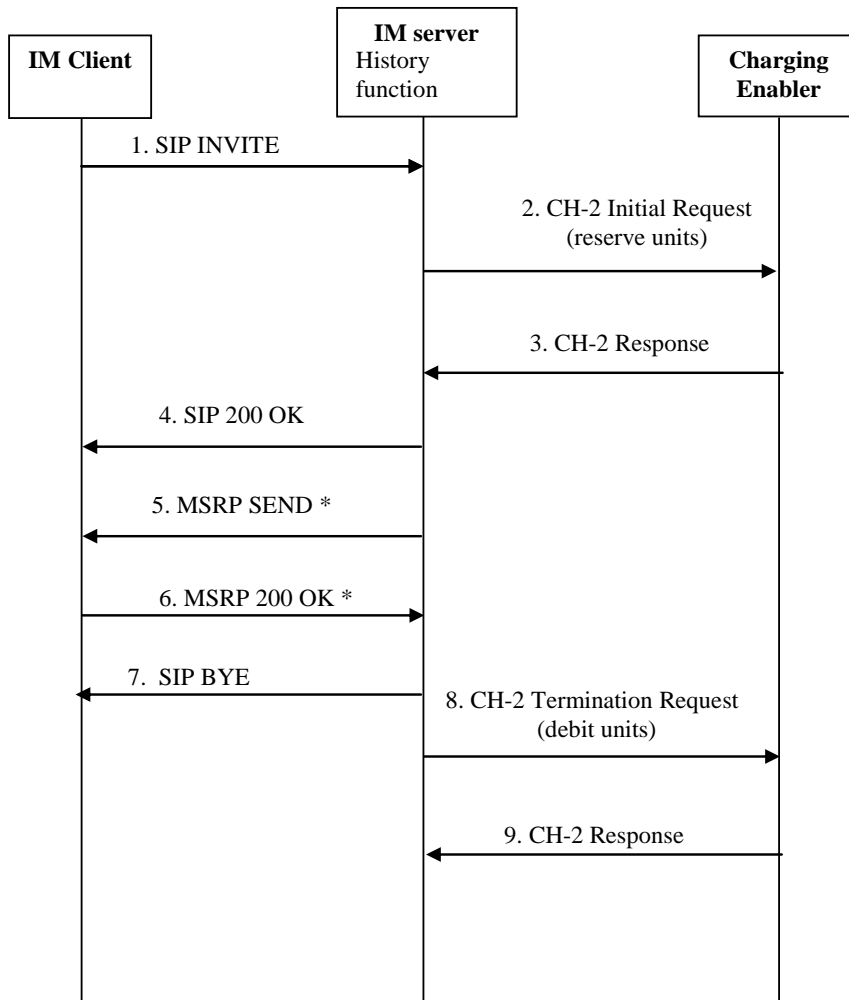 IM Client
IM server
History
function
Charging
Enabler
1. SIP INVITE
2. CH-2 Initial Request
(reserve units)
3. CH-2 Response
4. SIP 200 OK
5. MSRP SEND *
6. MSRP 200 OK *
7. SIP BYE
8. CH-2 Termination Request
(debit units)
9. CH-2 Response